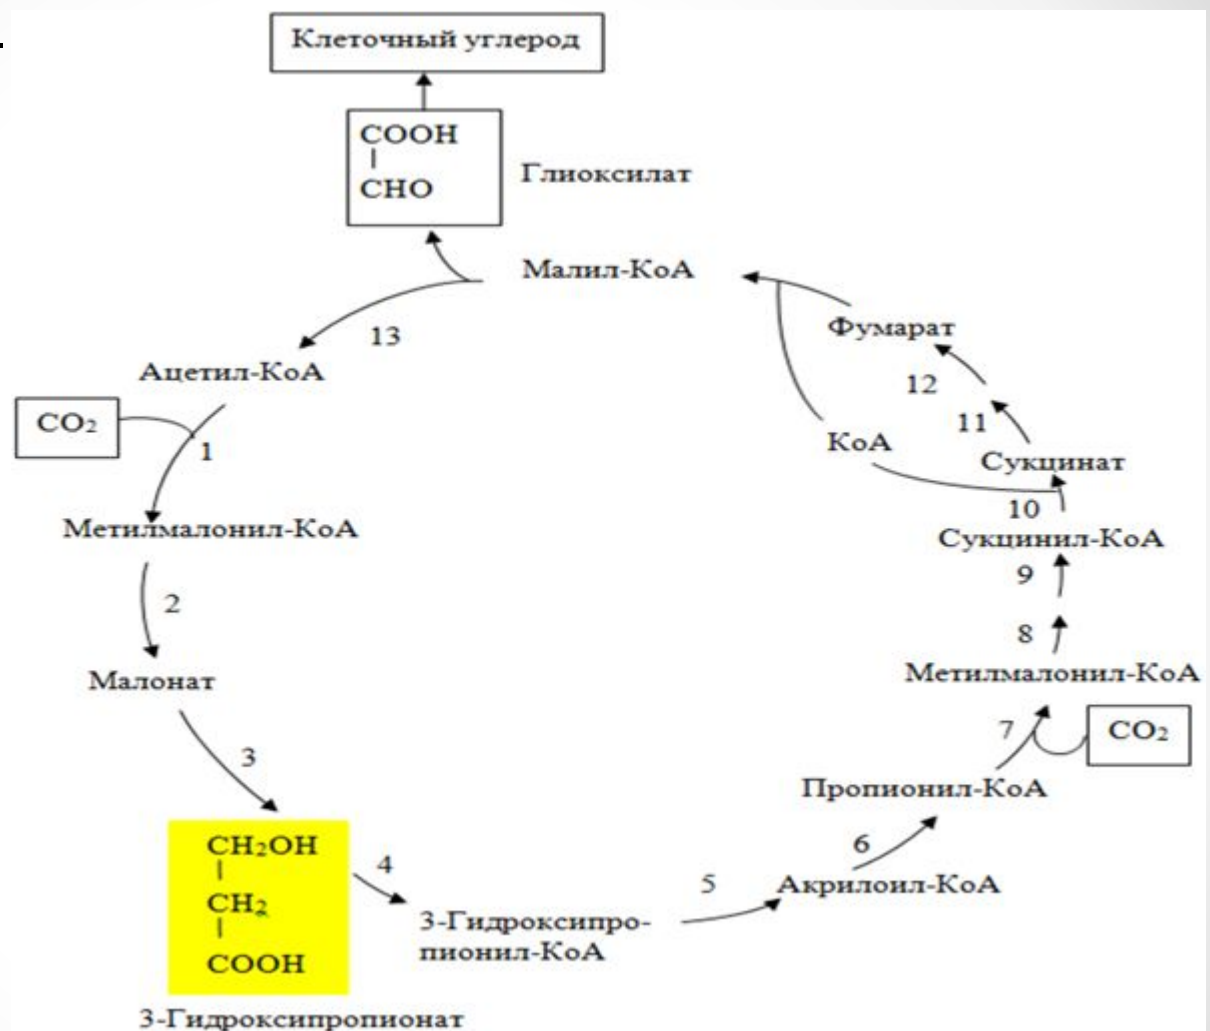 Клеточный углерод
COOH
CHO
Глиоксилат
Малил-КоА
13
Фумарат
12
Ацетил-КоА
CO₂
1
11
КоА
Сукцинат
10
Метилмалонил-КоА
Сукцинил-КоА
9
2
8
Малонат
Метилмалонил-КоА
7
CO₂
3
Пропионил-КоА
6
CH₂OH
CH₂
COOH
4
5
Акрилоил-КоА
3-Гидроксипро-
пионил-КоА
3-Гидроксипропионат